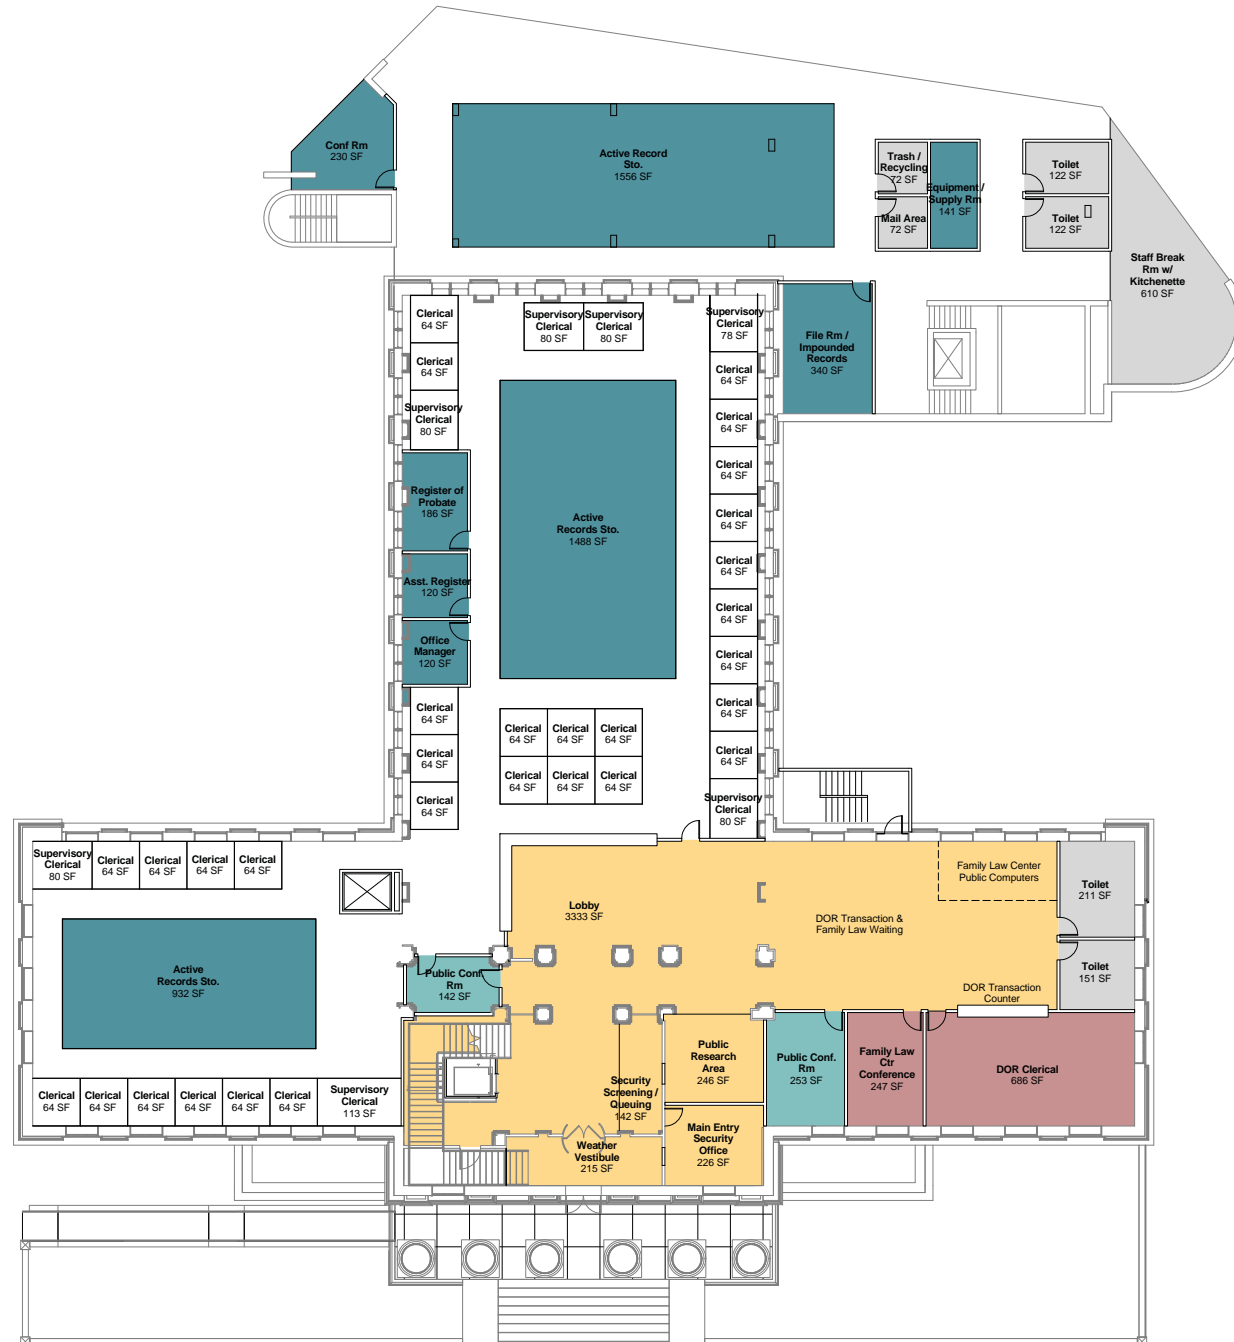 Conf Rm
230 SF
Active Record
Sto.
1556 SF
Trash /
Recycling
72 SF
Equipment /
Supply Rm
141 SF
Mail Area
72 SF
Toilet
122 SF
Toilet
122 SF
Staff Break
Rm w/
Kitchenette
610 SF
Clerical
64 SF
Supervisory
Clerical
80 SF
Supervisory
Clerical
80 SF
Supervisory
Clerical
78 SF
File Rm /
Impounded
Records
340 SF
Clerical
64 SF
Clerical
64 SF
Supervisory
Clerical
80 SF
Clerical
64 SF
Clerical
64 SF
Register of
Probate
186 SF
Clerical
64 SF
Active
Records Sto.
1488 SF
Clerical
64 SF
Asst. Register
120 SF
Clerical
64 SF
Office
Manager
120 SF
Clerical
64 SF
Clerical
64 SF
Clerical
64 SF
Clerical
64 SF
Clerical
64 SF
Clerical
64 SF
Clerical
64 SF
Clerical
64 SF
Clerical
64 SF
Clerical
64 SF
Clerical
64 SF
Clerical
64 SF
Clerical
64 SF
Supervisory
Clerical
80 SF
Supervisory
Clerical
80 SF
Clerical
64 SF
Clerical
64 SF
Clerical
64 SF
Clerical
64 SF
Lobby
3333 SF
Family Law Center
Public Computers
DOR Transaction &
Family Law Waiting
Toilet
211 SF
Active
Records Sto.
932 SF
Public Conf.
Rm
142 SF
Toilet
151 SF
DOR Transaction
Counter
Public
Research
Area
246 SF
Public Conf.
Rm
253 SF
Family Law
Ctr
Conference
247 SF
DOR Clerical
686 SF
Security
Screening /
Queuing
142 SF
Clerical
64 SF
Clerical
64 SF
Clerical
64 SF
Clerical
64 SF
Clerical
64 SF
Clerical
64 SF
Supervisory
Clerical
113 SF
Main Entry
Security
Office
226 SF
Weather
Vestibule
215 SF